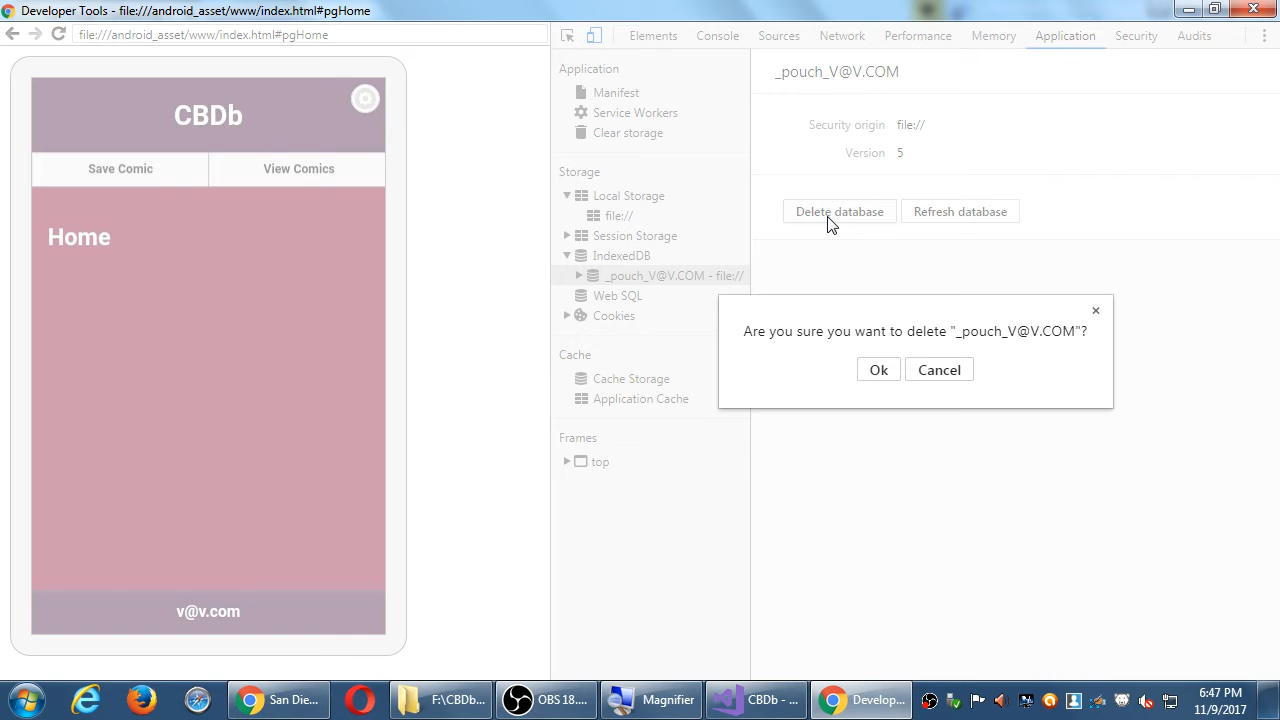 Developer Tools - file:///android_asset/www/index.html#pgHome
file:///android_asset/www/index.html#pgHome
Elements Console Sources Network Performance Memory Application Security Audits
CBDb
Save Comic View Comics
Home
v@v.com
Application
Manifest
Service Workers
Clear storage
Storage
Local Storage
file://
Session Storage
IndexedDB
_pouch_V@V.COM - file://
Web SQL
Cookies
Cache
Cache Storage
Application Cache
Frames
top
_pouch_V@V.COM
Security origin file://
Version 5
Delete database Refresh database
Are you sure you want to delete "_pouch_V@V.COM"?
Ok Cancel
San Die... F:\CBDb... OBS 18.... Magnifier CBDb - ... Develop...
6:47 PM
11/9/2017